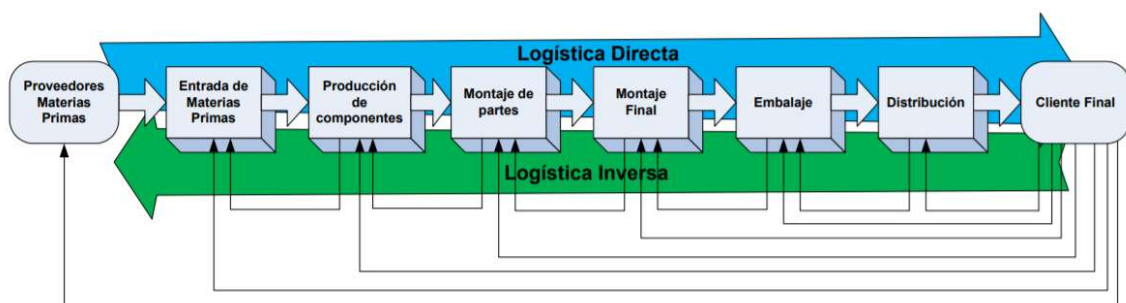 Logística Directa
Proveedores
Materias
Primas
Entrada de
Materias
Primas
Producción
de
componentes
Montaje de
partes
Montaje
Final
Embalaje
Distribución
Cliente Final
Logística Inversa